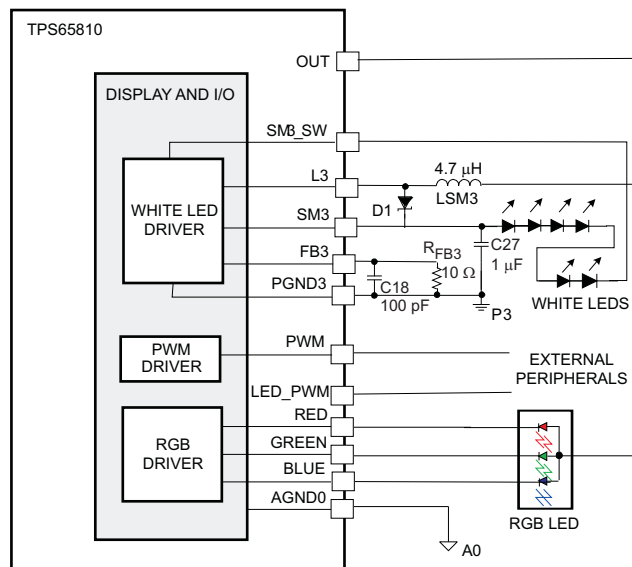 TPS65810
OUT
DISPLAY AND I/O
SM3_SW
L3
4.7 μH
LSM3
D1
WHITE LED
DRIVER
SM3
C27
1 μF
FB3
RFB3
10 Ω
C18
100 pF
PGND3
P3
WHITE LEDS
PWM
DRIVER
PWM
EXTERNAL
PERIPHERALS
LED_PWM
RED
RGB
DRIVER
GREEN
BLUE
AGND0
RGB LED
A0